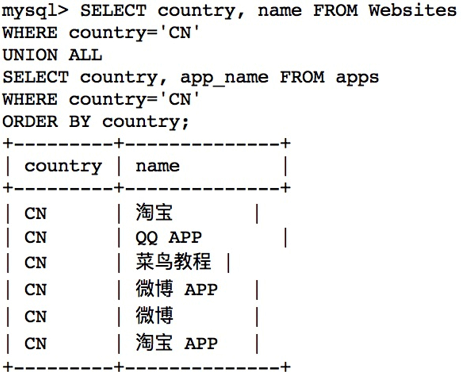 mysql> SELECT country, name FROM Websites
WHERE country='CN'
UNION ALL
SELECT country, app_name FROM apps
WHERE country='CN'
ORDER BY country;
+---------+--------------+
| country | name         |
+---------+--------------+
| CN      | 淘宝       |
| CN      | QQ APP       |
| CN      | 菜鸟教程 |
| CN      | 微博 APP   |
| CN      | 微博       |
| CN      | 淘宝 APP   |
+---------+--------------+